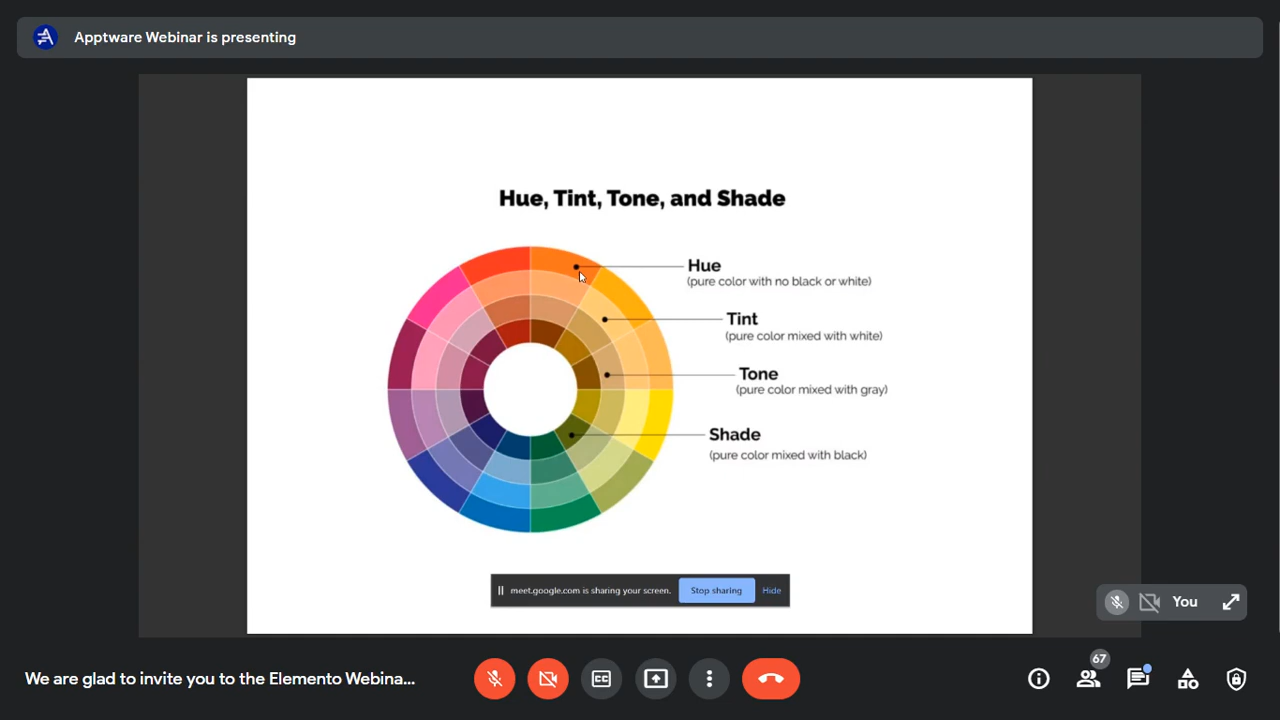 Apptware Webinar is presenting
Hue, Tint, Tone, and Shade
Hue
(pure color with no black or white)
Tint
(pure color mixed with white)
Tone
(pure color mixed with gray)
Shade
(pure color mixed with black)
meet.google.com is sharing your screen. Stop sharing Hide
You
We are glad to invite you to the Elemento Webina...
CC
67